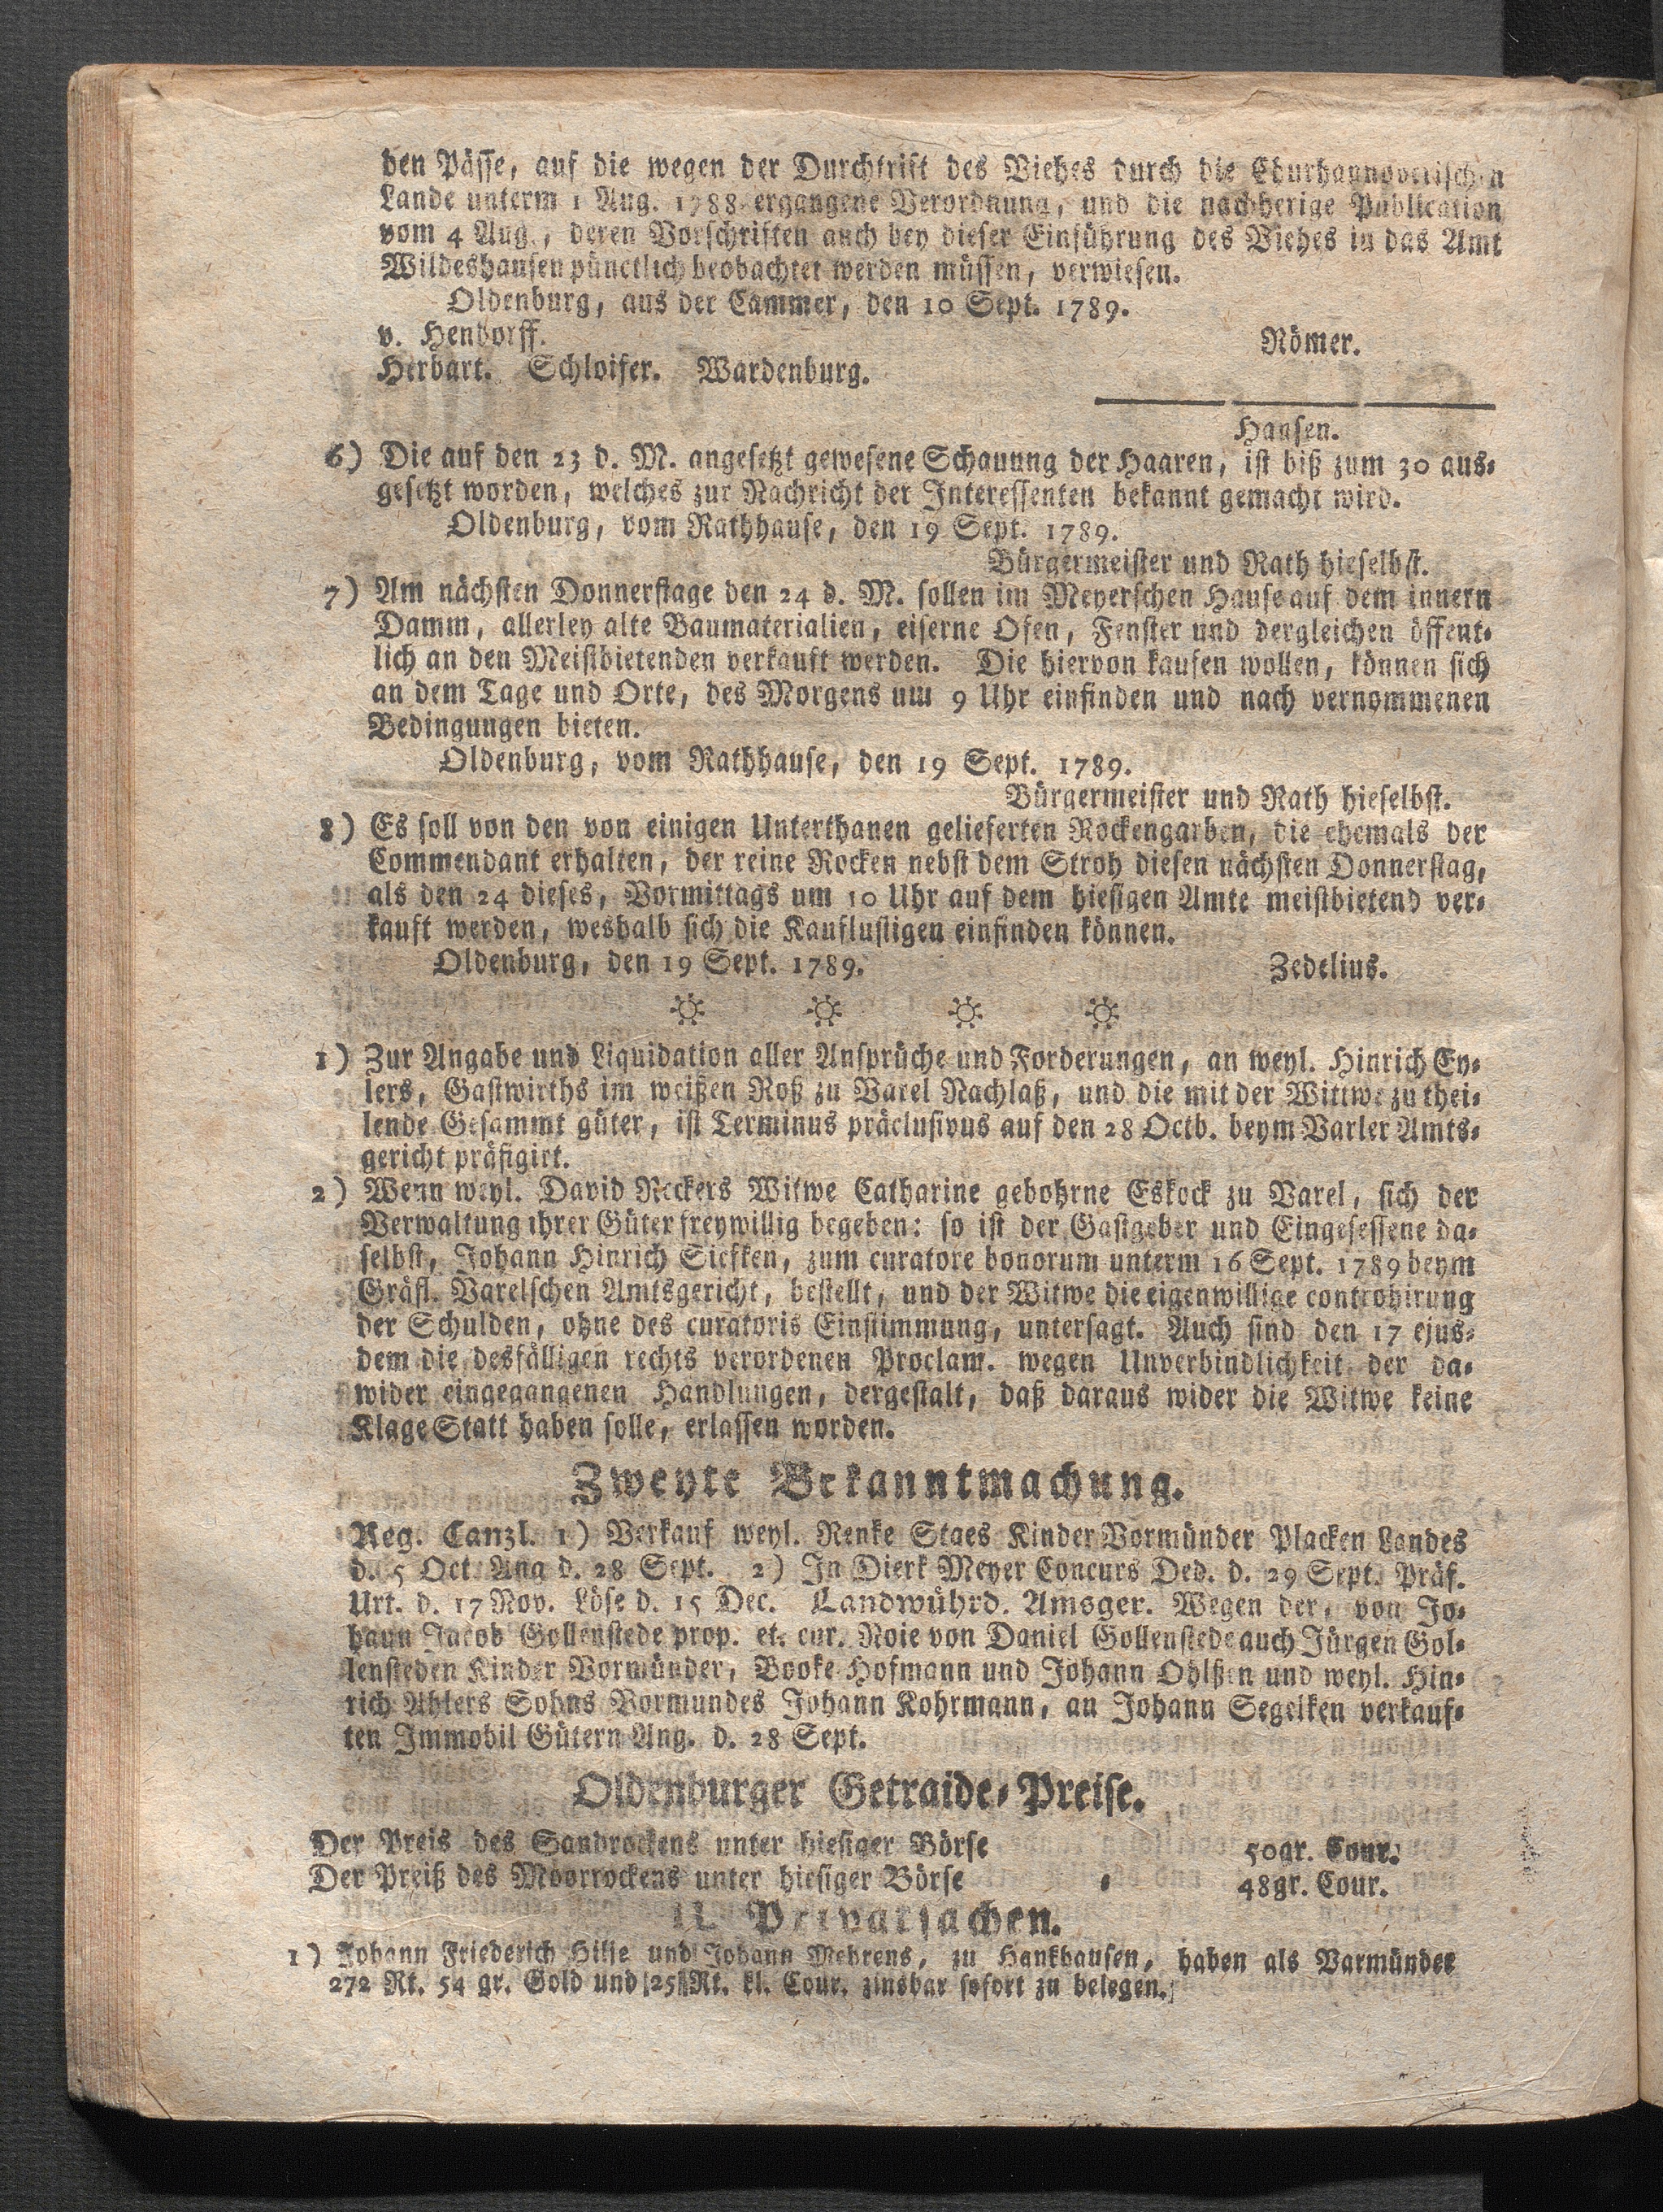 den Pässe, auf die wegen der Durchtrift des Viehes durch die Churhannoverischen
Lande unterm 1 Aug. 1788 ergangene Verordnung, und die nachherige Publication
vom 4 Aug., deren Vorschriften auch bey dieser Einführung des Viehes in das Amt
Wildeshausen pünctlich beobachtet werden müssen, verwiesen.
Oldenburg, aus der Cammer, den 10 Sept. 1789.
v. Hendorff.
Römer.
Herbart. Schloifer. Wardenburg.
Hansen.
6) Die auf den 23 d. M. angesetzt gewesene Schauung der Haaren, ist biß zum 30 aus-
gesetzt worden, welches zur Nachricht der Interessenten bekannt gemacht wird.
Oldenburg, vom Rathhause, den 19 Sept. 1789.
Bürgermeister und Rath hieselbst.
7) Am nächsten Donnerstage den 24 d. M. sollen im Meyerschen Hause auf dem innern
Damm, allerley alte Baumaterialien, eiserne Ofen, Fenster und dergleichen öffent-
lich an den Meistbietenden verkauft werden. Die hiervon kaufen wollen, können sich
an dem Tage und Orte, des Morgens um 9 Uhr einfinden und nach vernommenen
Bedingungen bieten.
Oldenburg, vom Rathhause, den 19 Sept. 1789.
Bürgermeister und Rath hieselbst.
8) Es soll von den von einigen Unterthanen gelieferten Rockengarben, die ehemals der
Commendant erhalten, der reine Rocken nebst dem Stroh diesen nächsten Donnerstag,
als den 24 dieses, Vormittags um 10 Uhr auf dem hiesigen Amte meistbietend ver-
kauft werden, weshalb sich die Kauflustigen einfinden können.
Oldenburg, den 19 Sept. 1789. Zedelius.
1) Zur Angabe und Liquidation aller Ansprüche und Forderungen, an weyl. Hinrich Ey-
lers, Gastwirths im weißen Roß zu Varel Nachlaß, und die mit der Wittwe zu thei-
lende Gesammt güter, ist Terminus präclusivus auf den 28 Octb. beym Varler Amts-
gericht präfigirt.
2) Wenn weyl. David Reckers Witwe Catharine gebohrne Eskock zu Varel, sich der
Verwaltung ihrer Güter freywillig begeben: so ist der Gastgeber und Eingesessene da-
selbst, Johann Hinrich Siefken, zum curatore bonorum unterm 16 Sept. 1789 beym
Gräfl. Varelschen Amtsgericht, bestellt, und der Witwe die eigenwillige controhirung
der Schulden, ohne des curatoris Einstimmung, untersagt. Auch sind den 17 ejus-
dem die desfälligen rechts verordenen Proclam. wegen Unverbindlichkeit der da-
wider eingegangenen Handlungen, dergestalt, daß daraus wider die Witwe keine
Klage Statt haben solle, erlassen worden.
Zweyte Bekanntmachung.
Reg. Canzl. 1) Verkauf weyl. Renke Staes Kinder Vormünder Placken Landes
d. 5 Oct. Ang d. 28 Sept. 2) In Dierk Meyer Concurs Ded. d. 29 Sept. Präf.
Urt. d. 17 Nov. Löse d. 15 Dec. Landwührd. Amsger. Wegen der, von Jo-
hann Jacob Gollenstede prop. et. cur. Noie von Daniel Gollenstede auch Jürgen Gol-
lensteden Kinder Vormünder, Booke Hofmann und Johann Ohlßen und weyl. Hin-
rich Ahlers Sohns Vormundes Johann Kohrmann, an Johann Segelken verkauf-
ten Immobil Gütern Ang. d. 28 Sept.
Oldenburger Getraide-Preise.
Der Preis des Sandrockens unter hiesiger Börse 50gr. Cour.
Der Preiß des Moorrockens unter hiesiger Börse - 48gr. Cour.
II. Privatsachen.
1) Johann Friederich Hilje und Johann Mehrens, zu Hankhausen, haben als Varmünder
272 Rt. 54 gr. Gold und 25 Rt. kl. Cour. zinsbar sofort zu belegen.